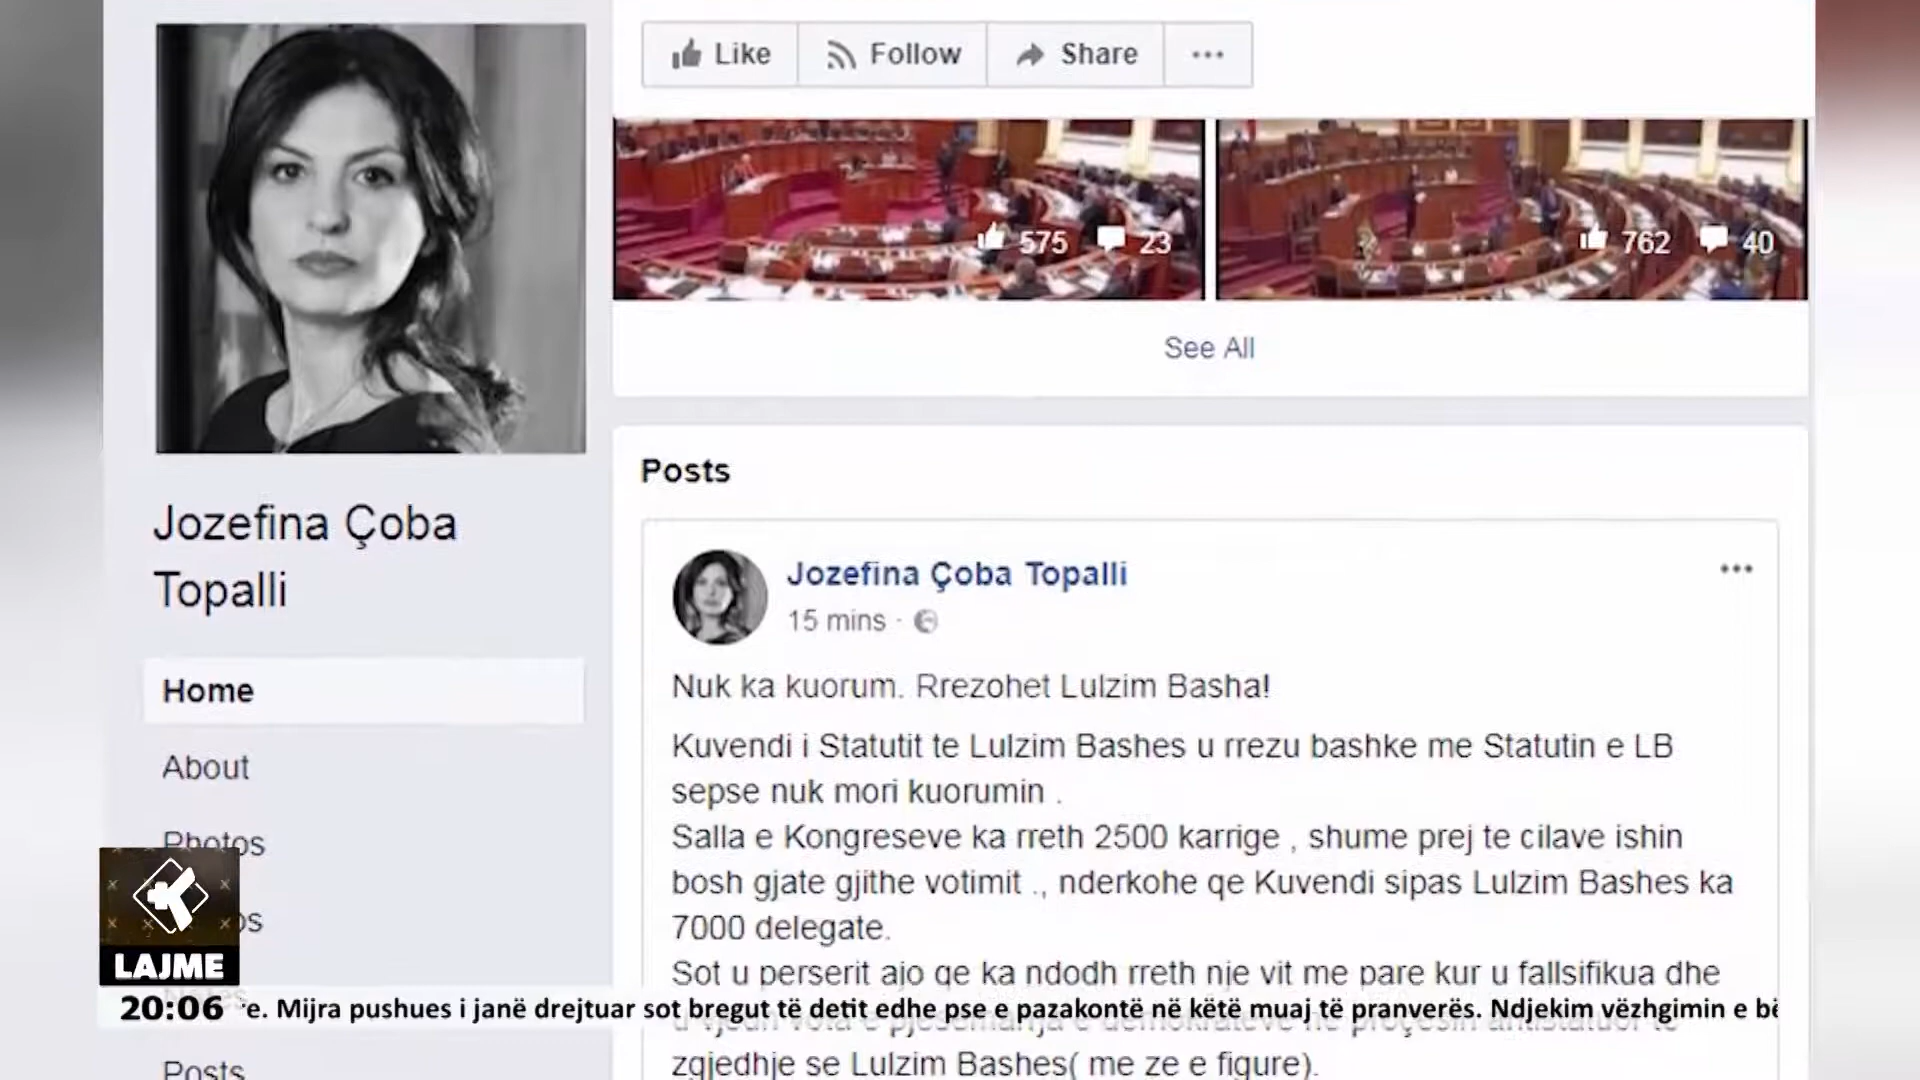 Like
Follow
Share
575
23
762
40
See All
Jozefina Çoba
Topalli
Home
About
Photos
Posts
Posts
Jozefina Çoba Topalli
15 mins ·
Nuk ka kuorum. Rrezohet Lulzim Basha!
Kuvendi i Statutit te Lulzim Bashes u rrezu bashke me Statutin e LB
sepse nuk mori kuorumin .
Salla e Kongreseve ka rreth 2500 karrige , shume prej te cilave ishin
bosh gjate gjithe votimit ., nderkohe qe Kuvendi sipas Lulzim Bashes ka
7000 delegate.
Sot u perserit ajo qe ka ndodh rreth nje vit me pare kur u fallsifikua dhe
zgjedhje se Lulzim Bashes( me ze e figure).
LAJME
20:06
e. Mijra pushues i janë drejtuar sot bregut të detit edhe pse e pazakontë në këtë muaj të pranverës. Ndjekim vëzhgimin e bë